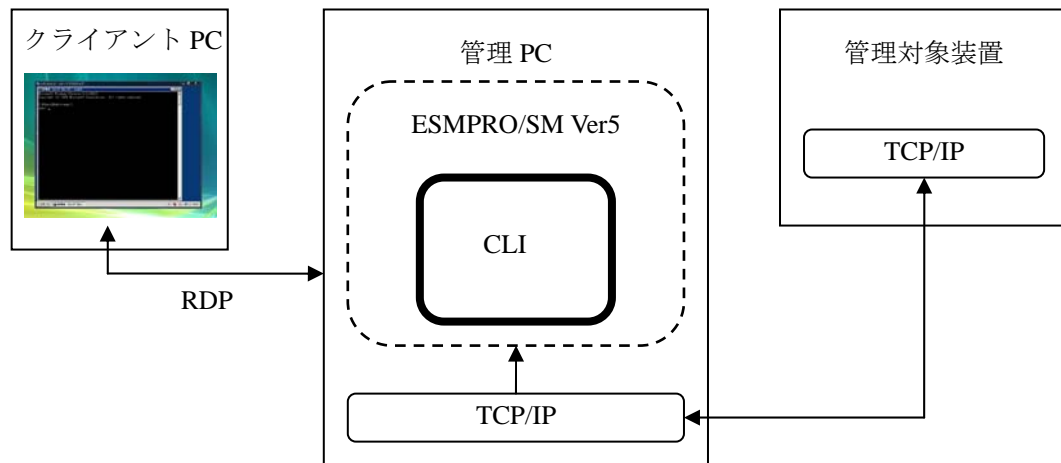 クライアント PC
RDP
管理 PC
ESMPRO/SM Ver5
CLI
TCP/IP
管理対象装置
TCP/IP